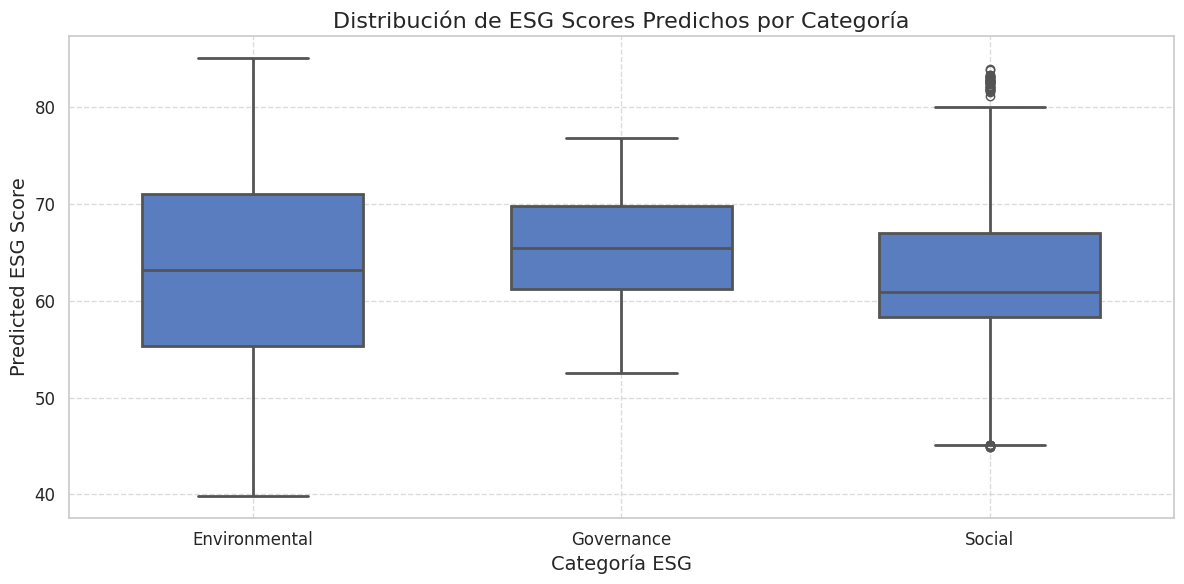 Distribución de ESG Scores Predichos por Categoría
Predicted ESG Score
80
70
60
50
40
Environmental
Governance
Social
Categoría ESG